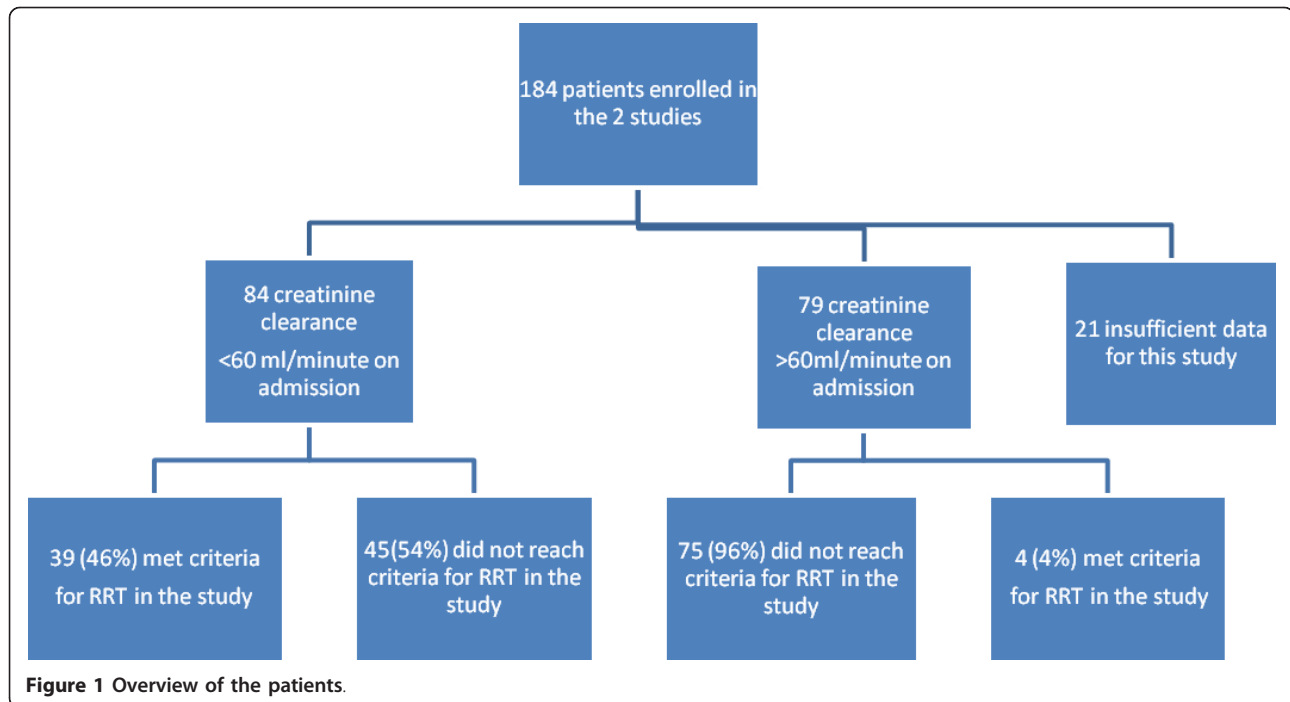 184 patients enrolled in
the 2 studies
84 creatinine
clearance
<60 ml/minute on
admission
79 creatinine
clearance
>60ml/minute on
admission
21 insufficient data
for this study
39 (46%) met criteria
for RRT in the study
45(54%) did not reach
criteria for RRT in the
study
75 (96%) did not reach
criteria for RRT in the
study
4 (4%) met criteria
for RRT in the study
Figure 1 Overview of the patients.